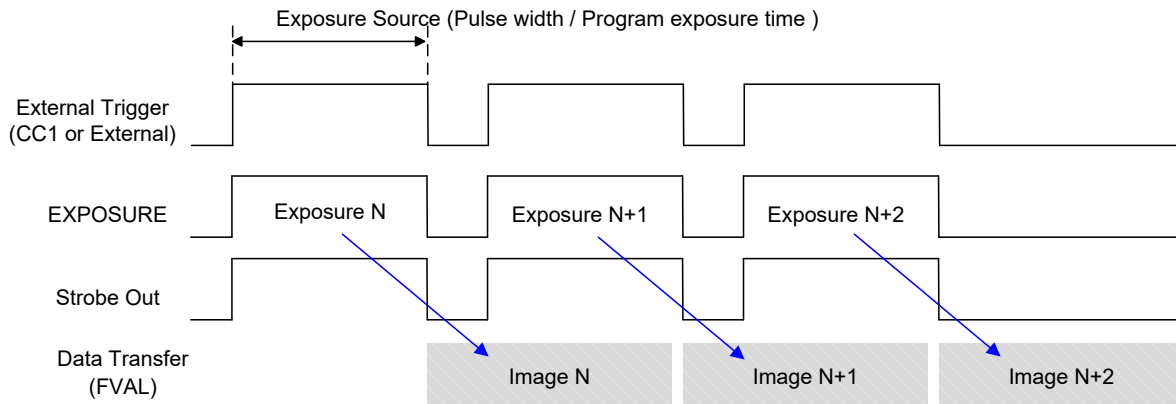 Exposure Source (Pulse width / Program exposure time )
External Trigger
(CC1 or External)
EXPOSURE
Exposure N
Exposure N+1
Exposure N+2
Strobe Out
Data Transfer
(FVAL)
Image N
Image N+1
Image N+2